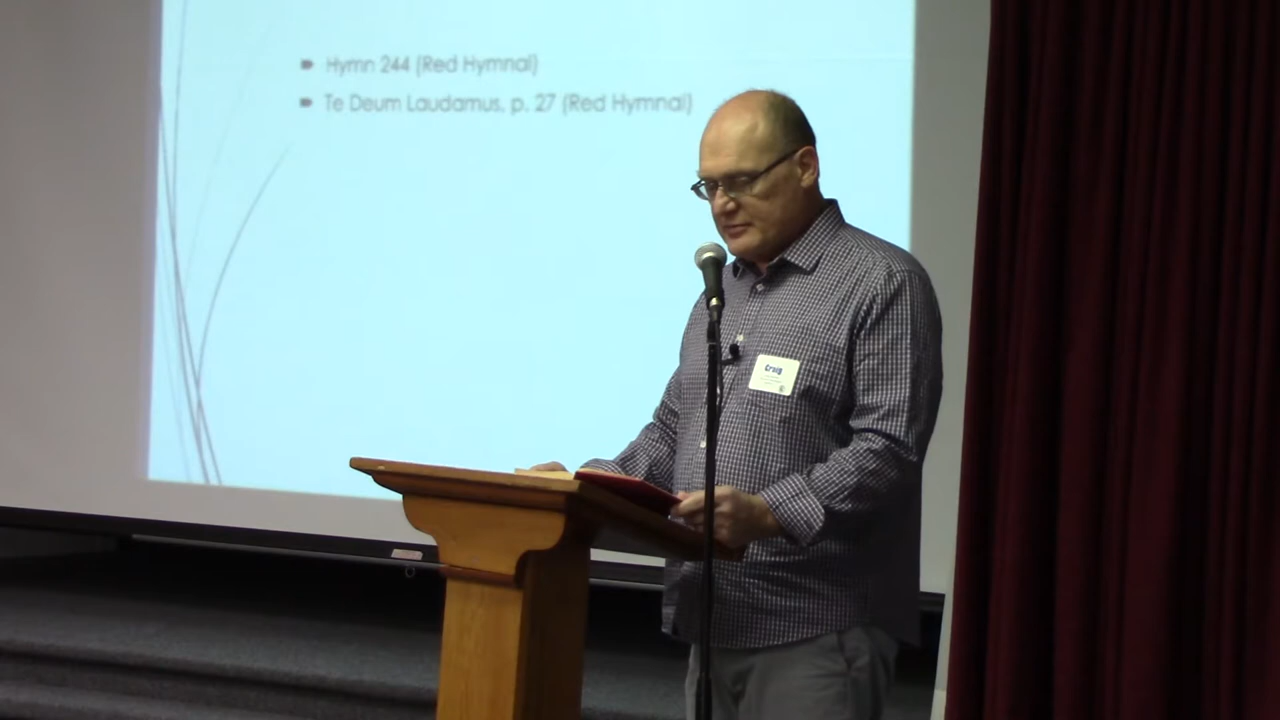 Hymn 244 (Red Hymnal)
Te Deum Laudamus, p. 27 (Red Hymnal)
Craig